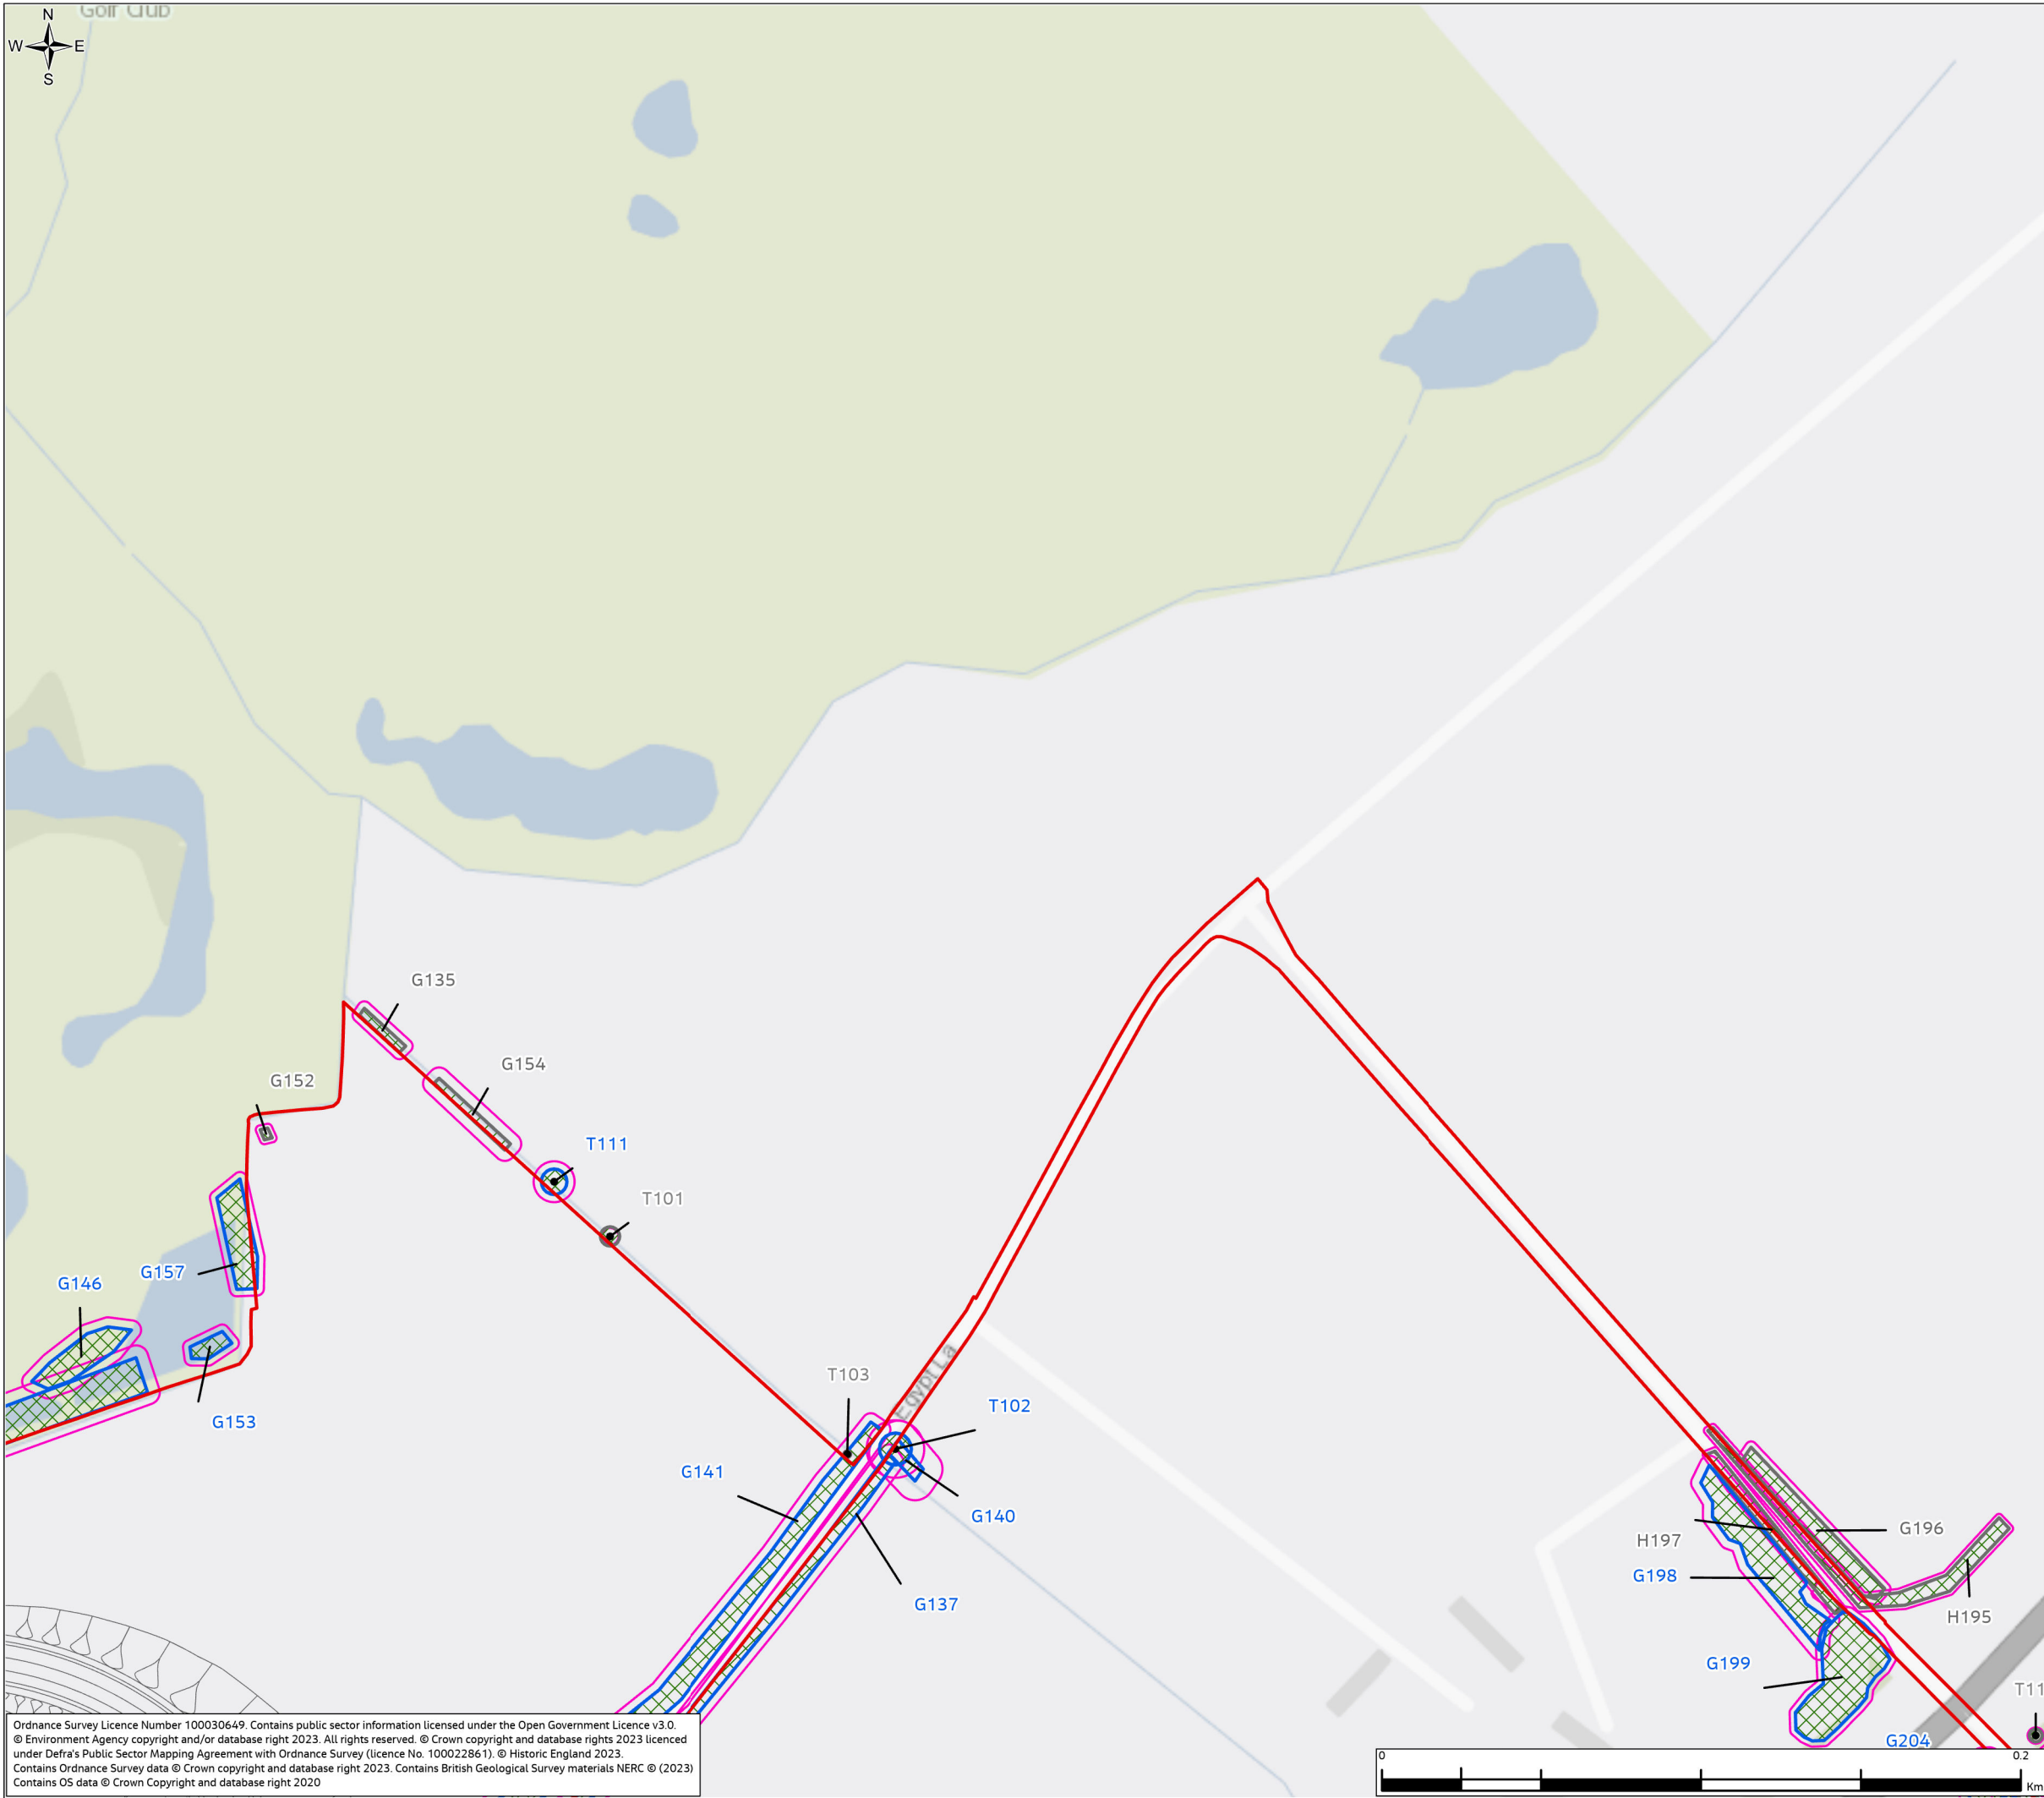 Golf Club
N
W E
S
G135
G154
G152
T111
T101
G157
G146
G153
T103
Egypt La
T102
G141
G140
G137
H197
G196
G198
H195
G199
T11
G204
Ordnance Survey Licence Number 100030649. Contains public sector information licensed under the Open Government Licence v3.0.
© Environment Agency copyright and/or database right 2023. All rights reserved. © Crown copyright and database rights 2023 licenced
under Defra's Public Sector Mapping Agreement with Ordnance Survey (licence No. 100022861). © Historic England 2023.
Contains Ordnance Survey data © Crown copyright and database right 2023. Contains British Geological Survey materials NERC © (2023)
Contains OS data © Crown Copyright and database right 2020
0 0.2
Km